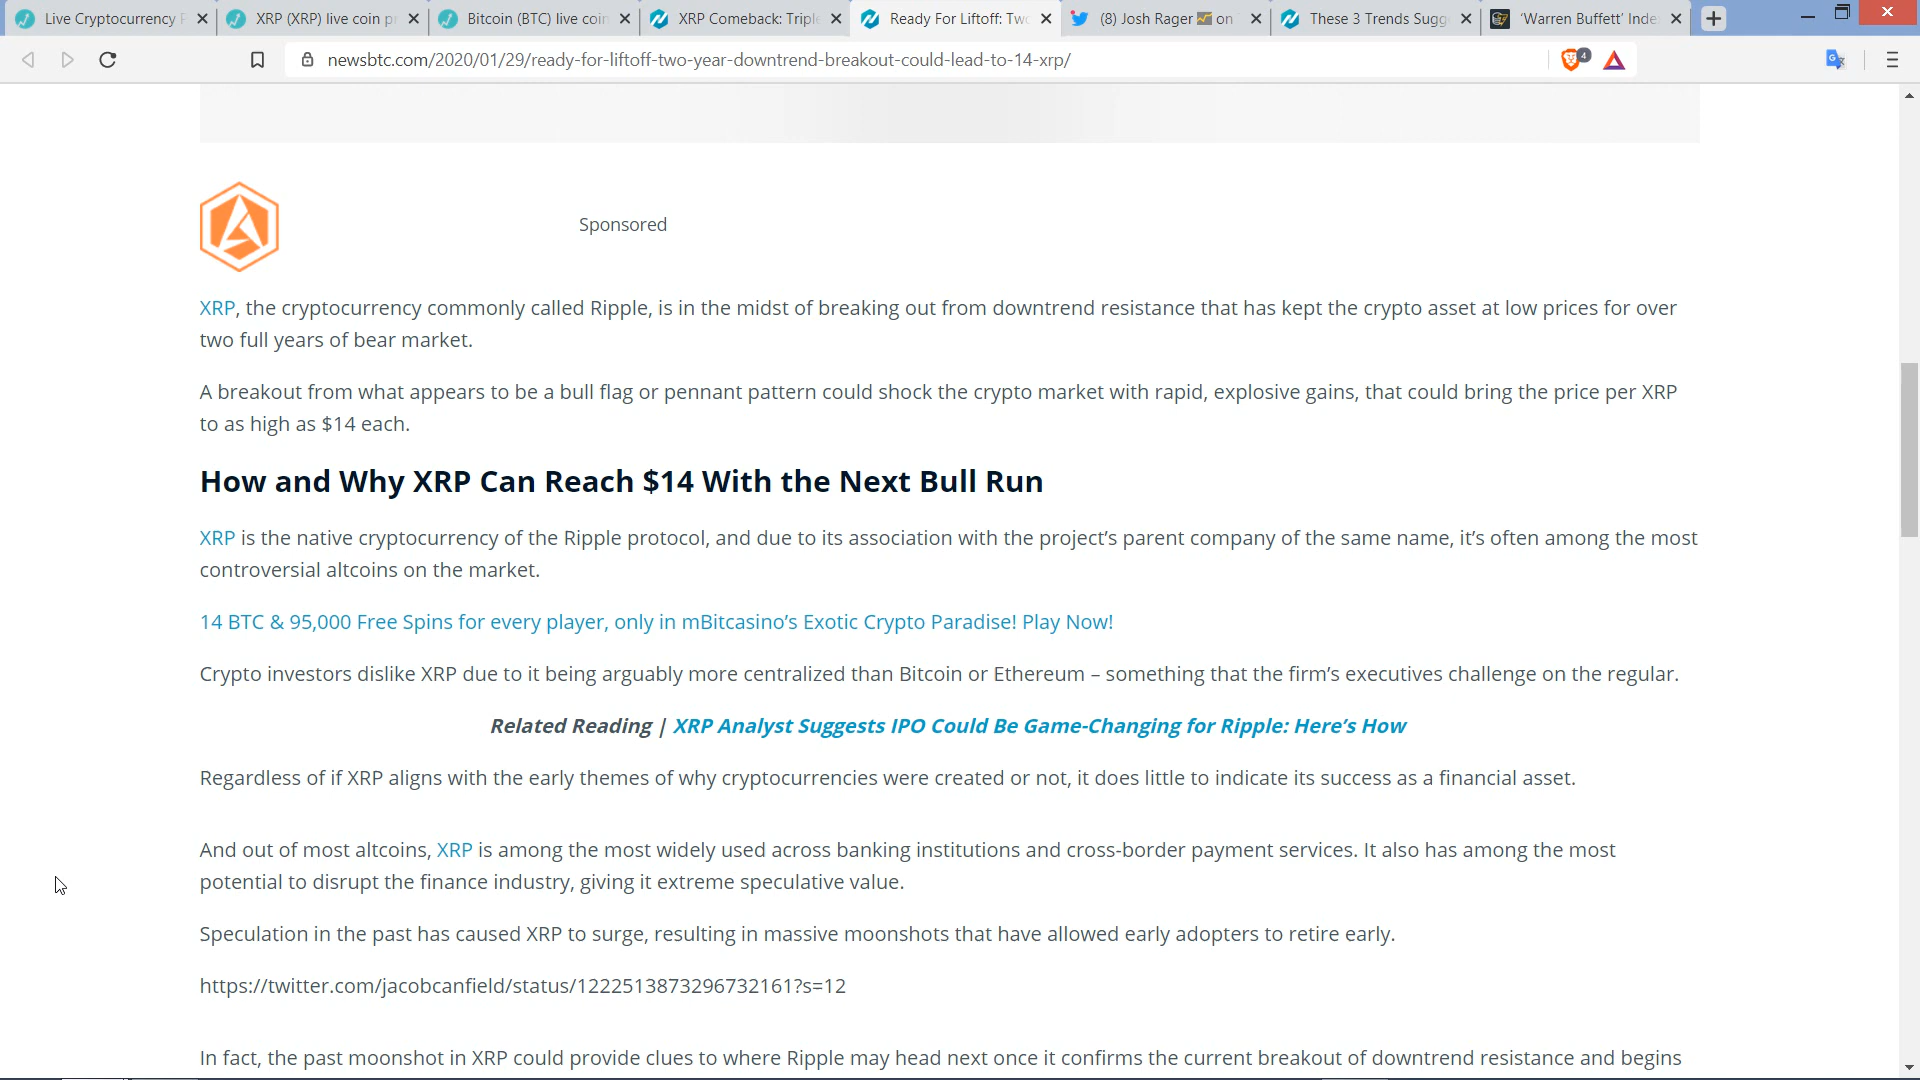 Live Cryptocurrency P
XRP (XRP) live coin pr
Bitcoin (BTC) live coin
XRP Comeback: Triple
Ready For Liftoff: Two
(8) Josh Rager on
These 3 Trends Sugg
'Warren Buffett' Inde
newsbtc.com/2020/01/29/ready-for-liftoff-two-year-downtrend-breakout-could-lead-to-14-xrp/
4
Sponsored
XRP, the cryptocurrency commonly called Ripple, is in the midst of breaking out from downtrend resistance that has kept the crypto asset at low prices for over
two full years of bear market.
A breakout from what appears to be a bull flag or pennant pattern could shock the crypto market with rapid, explosive gains, that could bring the price per XRP
to as high as $14 each.
How and Why XRP Can Reach $14 With the Next Bull Run
XRP is the native cryptocurrency of the Ripple protocol, and due to its association with the project's parent company of the same name, it's often among the most
controversial altcoins on the market.
14 BTC & 95,000 Free Spins for every player, only in mBitcasino's Exotic Crypto Paradise! Play Now!
Crypto investors dislike XRP due to it being arguably more centralized than Bitcoin or Ethereum – something that the firm's executives challenge on the regular.
Related Reading | XRP Analyst Suggests IPO Could Be Game-Changing for Ripple: Here's How
Regardless of if XRP aligns with the early themes of why cryptocurrencies were created or not, it does little to indicate its success as a financial asset.
And out of most altcoins, XRP is among the most widely used across banking institutions and cross-border payment services. It also has among the most
potential to disrupt the finance industry, giving it extreme speculative value.
Speculation in the past has caused XRP to surge, resulting in massive moonshots that have allowed early adopters to retire early.
https://twitter.com/jacobcanfield/status/1222513873296732161?s=12
In fact, the past moonshot in XRP could provide clues to where Ripple may head next once it confirms the current breakout of downtrend resistance and begins